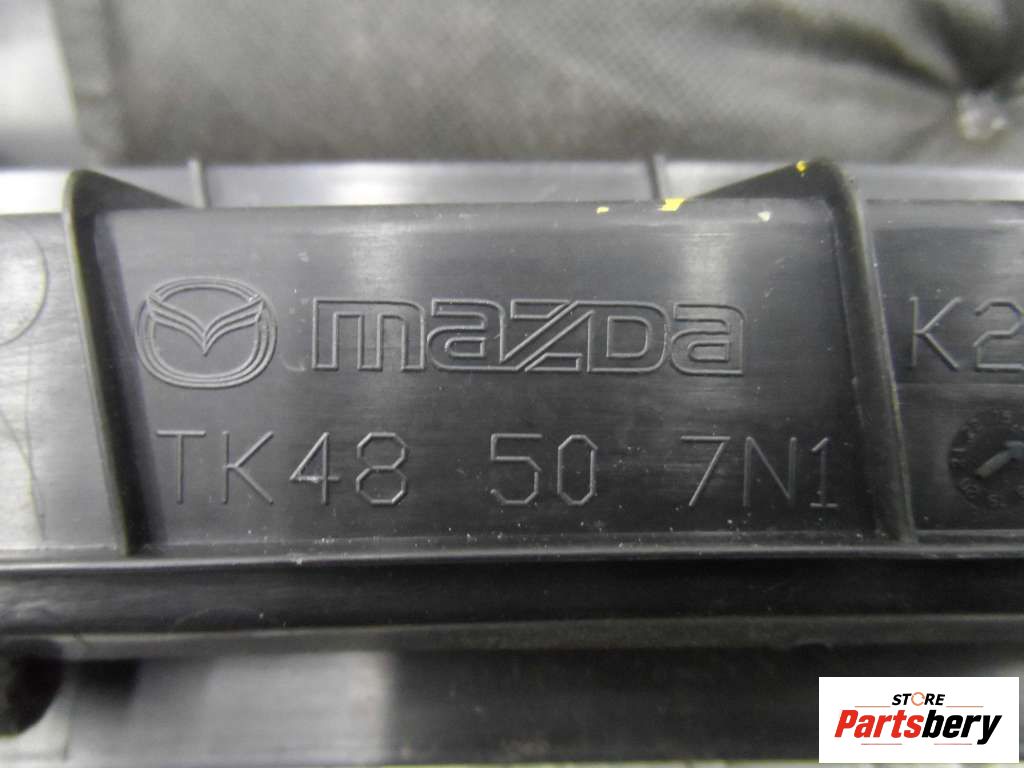 mazda
TK48 50 7N1
K2
STORE
Partsbery